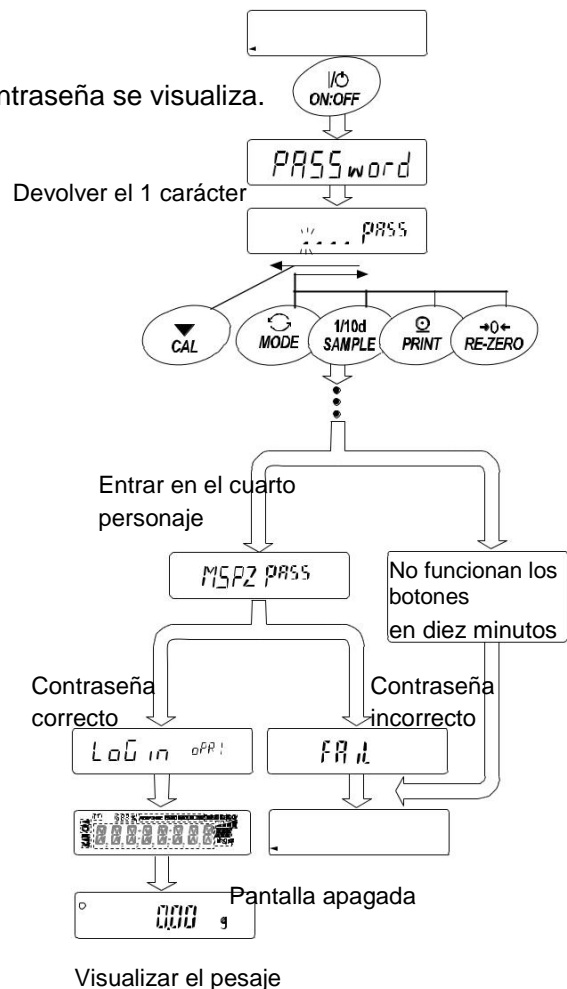 ntraseña se visualiza.
ON:OFF
PASSword
Devolver el 1 carácter
.... PASS
CAL
MODE
1/10d
SAMPLE
PRINT
→0←
RE-ZERO
Entrar en el cuarto
personaje
MSPZ PASS
No funcionan los
botones
en diez minutos
Contraseña
correcto
Contraseña
incorrecto
LoGin oPA1
FAiL
Pantalla apagada
0.00 g
Visualizar el pesaje